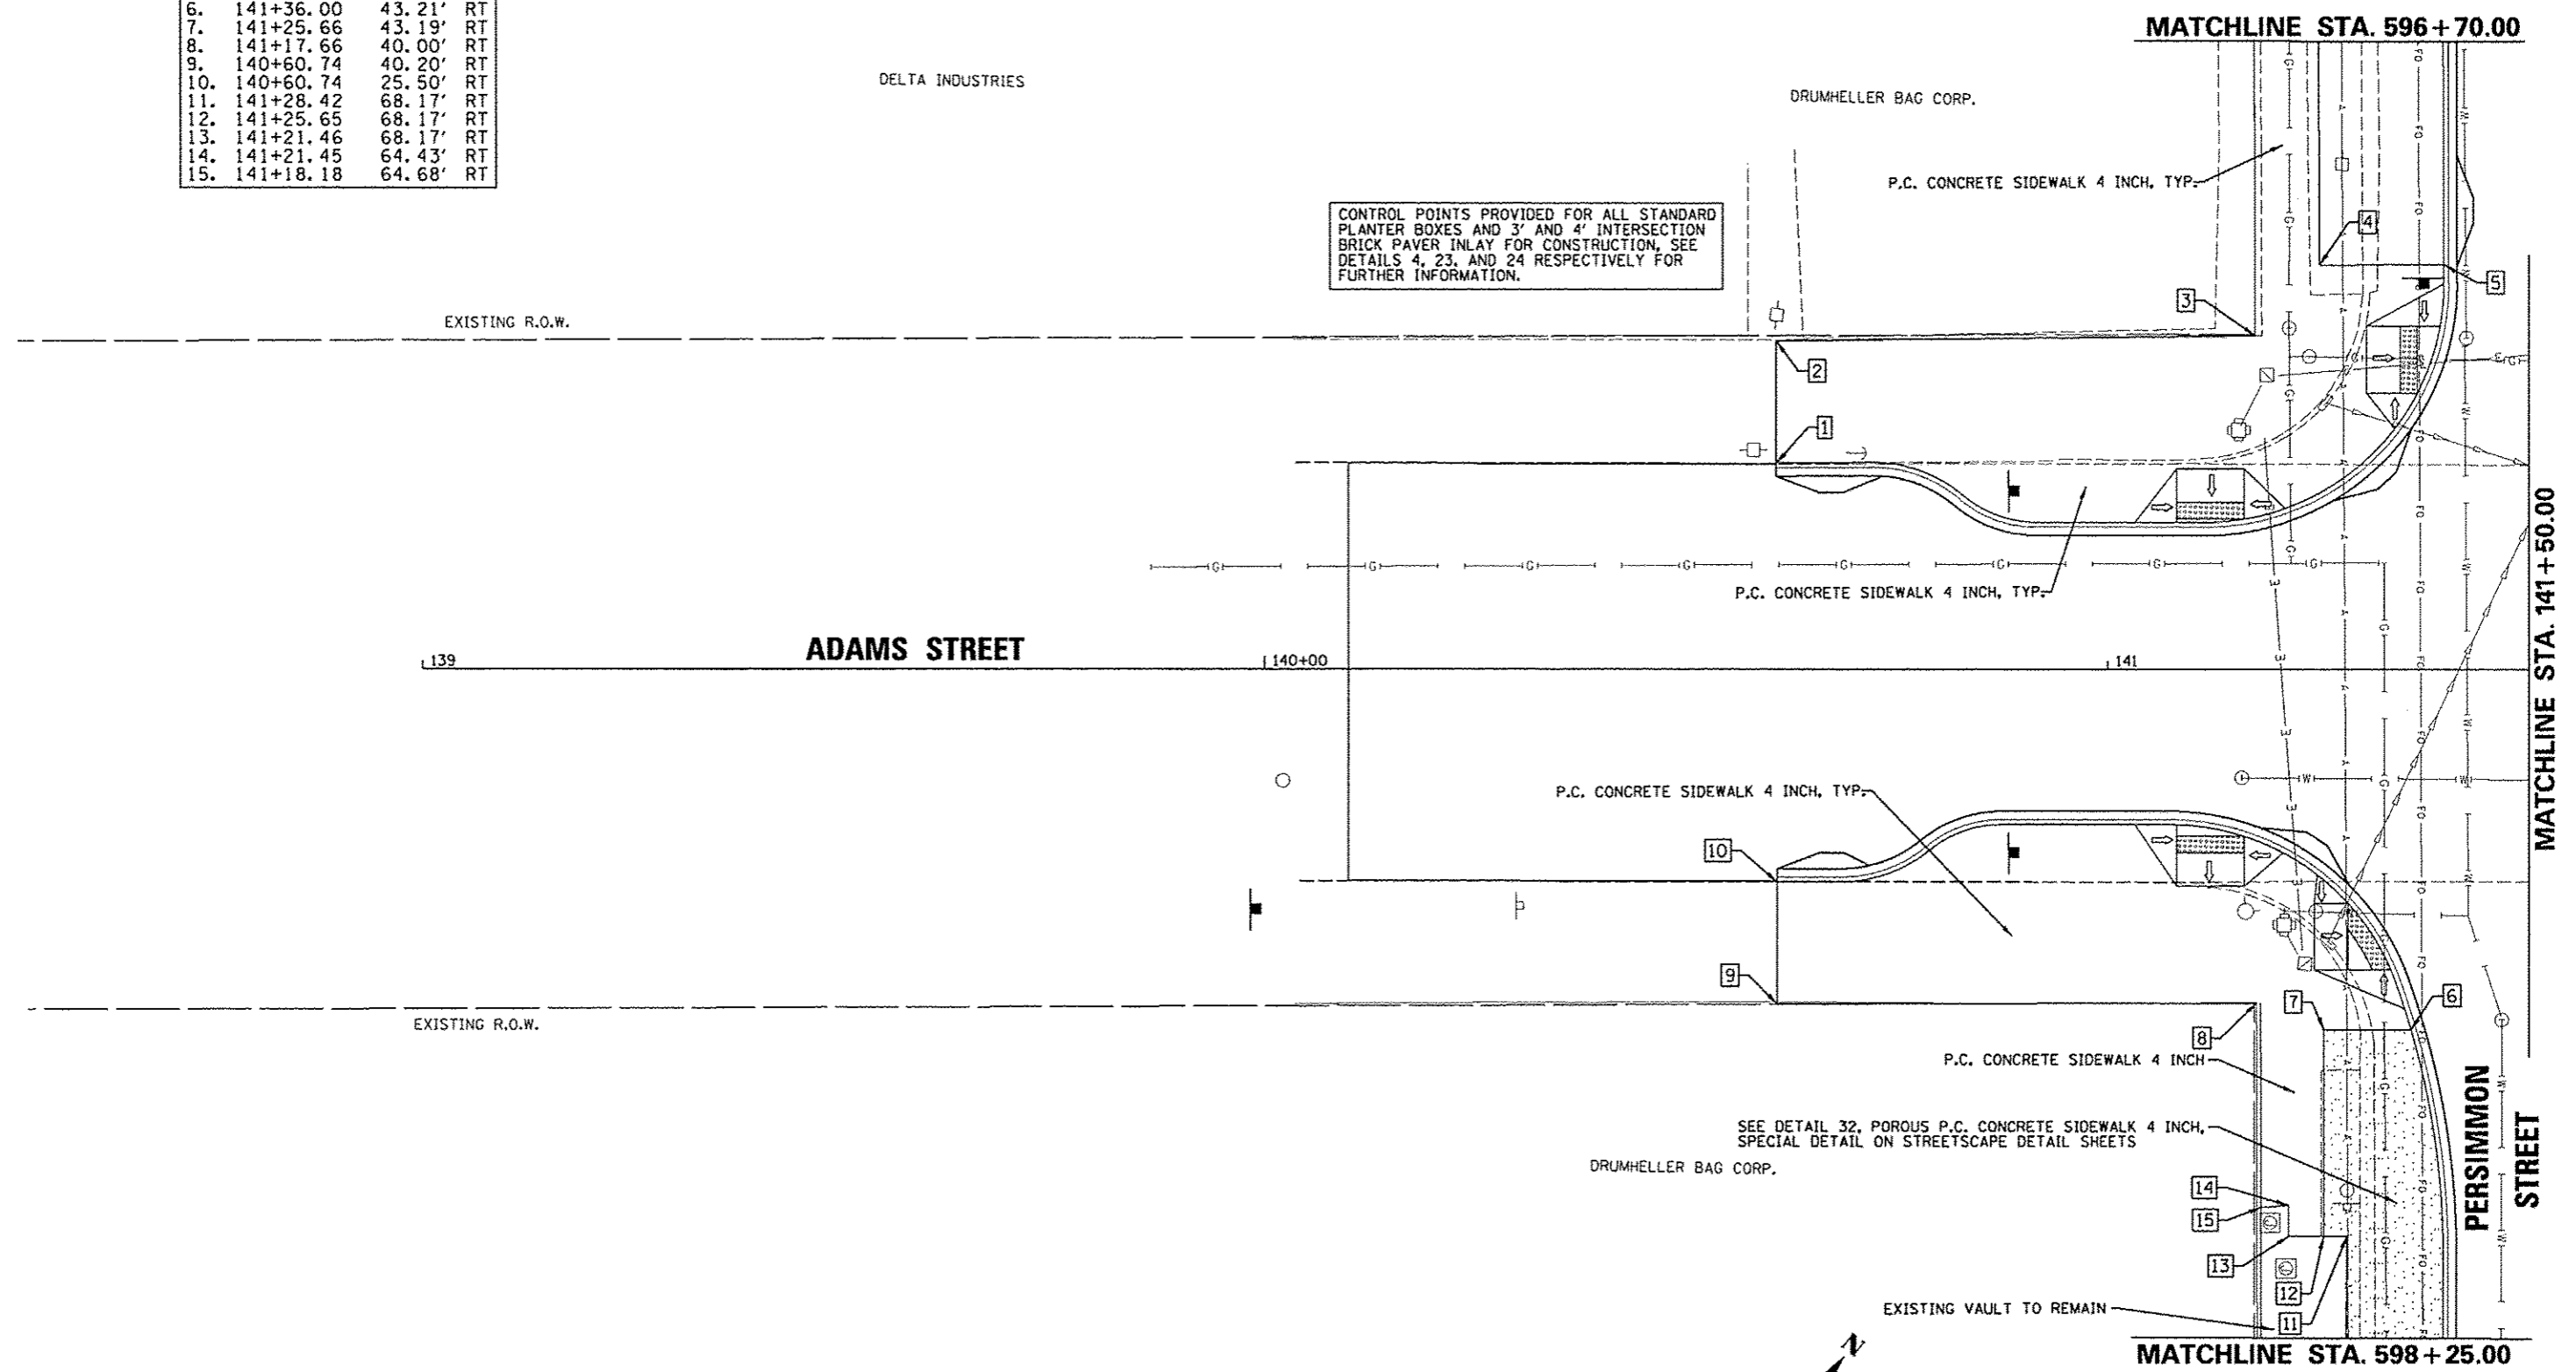 6. 141+36.00 43.21' RT
7. 141+25.66 43.19' RT
8. 141+17.66 40.00' RT
9. 140+60.74 40.20' RT
10. 140+60.74 25.50' RT
11. 141+28.42 68.17' RT
12. 141+25.65 68.17' RT
13. 141+21.46 68.17' RT
14. 141+21.45 64.43' RT
15. 141+18.18 64.68' RT
MATCHLINE STA. 596+70.00
DELTA INDUSTRIES
DRUMHELLER BAG CORP.
P.C. CONCRETE SIDEWALK 4 INCH, TYP.
CONTROL POINTS PROVIDED FOR ALL STANDARD
PLANTER BOXES AND 3' AND 4' INTERSECTION
BRICK PAVER INLAY FOR CONSTRUCTION, SEE
DETAILS 4, 23, AND 24 RESPECTIVELY FOR
FURTHER INFORMATION.
4
5
3
EXISTING R.O.W.
2
1
P.C. CONCRETE SIDEWALK 4 INCH, TYP.
MATCHLINE STA. 141+50.00
ADAMS STREET
139
140+00
141
P.C. CONCRETE SIDEWALK 4 INCH, TYP.
10
9
7
6
EXISTING R.O.W.
8
P.C. CONCRETE SIDEWALK 4 INCH
SEE DETAIL 32, POROUS P.C. CONCRETE SIDEWALK 4 INCH,
SPECIAL DETAIL ON STREETSCAPE DETAIL SHEETS
DRUMHELLER BAG CORP.
PERSIMMON
STREET
14
15
13
12
11
EXISTING VAULT TO REMAIN
N
MATCHLINE STA. 598+25.00